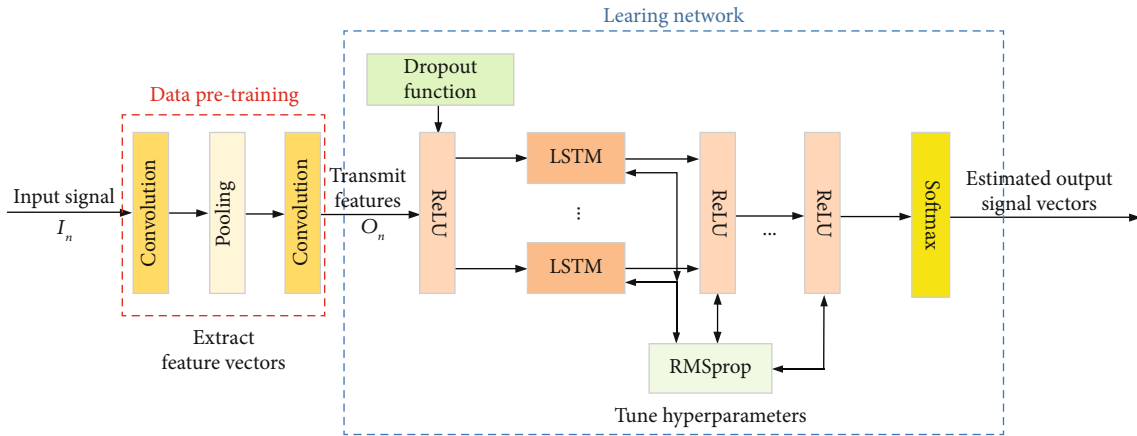 Learing network
Dropout
function
Data pre-training
Input signal
I_n
Convolution
Pooling
Convolution
Transmit
features
O_n
ReLU
LSTM
...
LSTM
ReLU
...
ReLU
Softmax
Estimated output
signal vectors
Extract
feature vectors
RMSprop
Tune hyperparameters